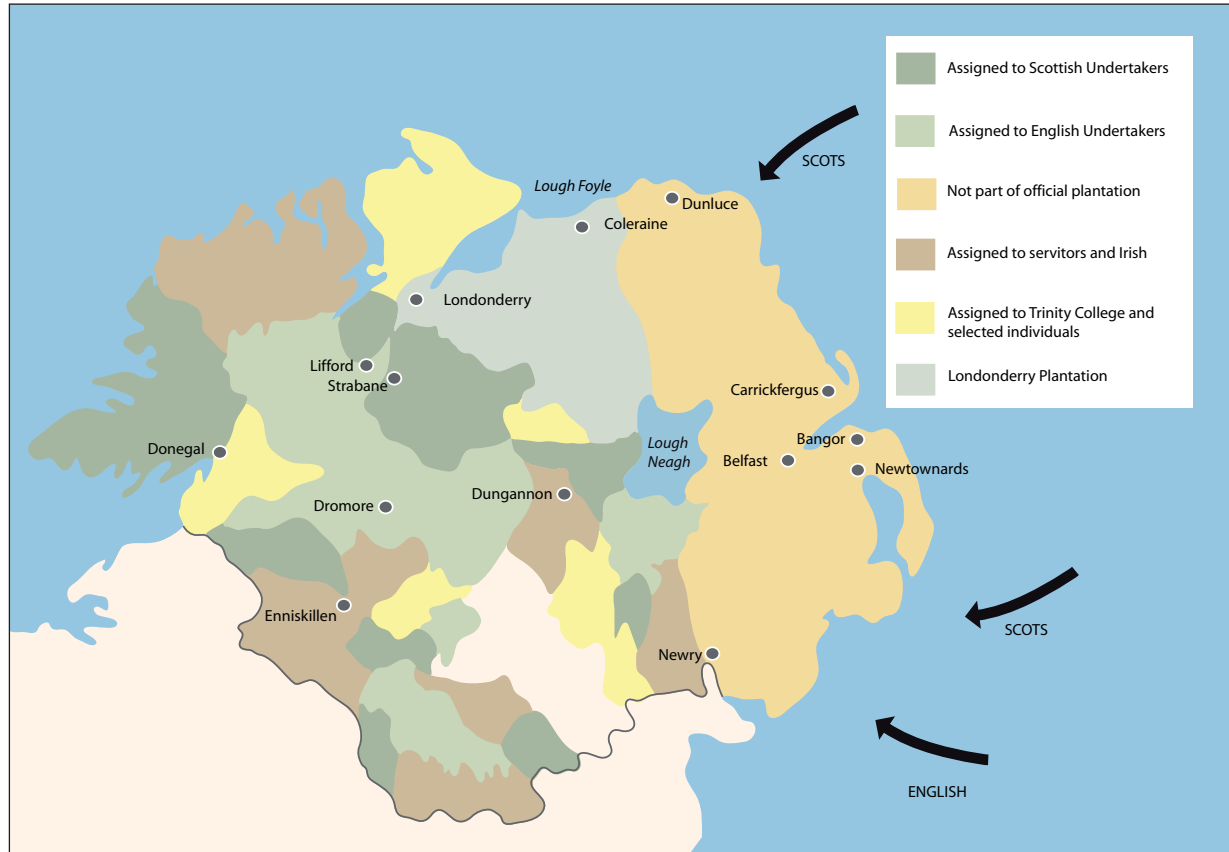 Assigned to Scottish Undertakers
Assigned to English Undertakers
Not part of official plantation
Assigned to servitors and Irish
Assigned to Trinity College and
selected individuals
Londonderry Plantation
SCOTS
Lough Foyle
Dunluce
Coleraine
Londonderry
Lifford
Strabane
Carrickfergus
Donegal
Lough
Neagh
Bangor
Belfast
Newtownards
Dungannon
Dromore
Enniskillen
SCOTS
Newry
ENGLISH